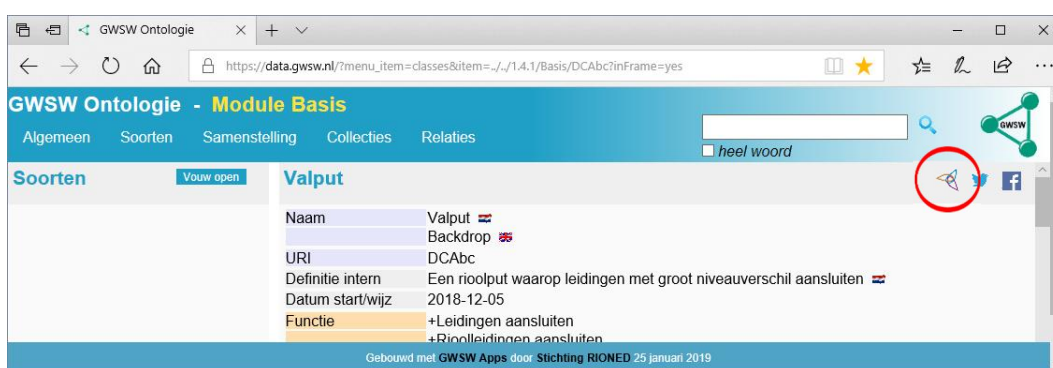 GWSW Ontologie
https://data.gwsw.nl/?menu_item=classes&item=../../1.4.1/Basis/DCAbc?inFrame=yes
GWSW Ontologie - Module Basis
Algemeen Soorten Samenstelling Collecties Relaties
heel woord
GWSW
Soorten Vouw open Valput
Naam Valput
Backdrop
URI DCAbc
Definitie intern Een rioolput waarop leidingen met groot niveauverschil aansluiten
Datum start/wijz 2018-12-05
Functie +Leidingen aansluiten
+Rioolleidingen aansluiten
Gebouwd met GWSW Apps door Stichting RIONED 25 januari 2019